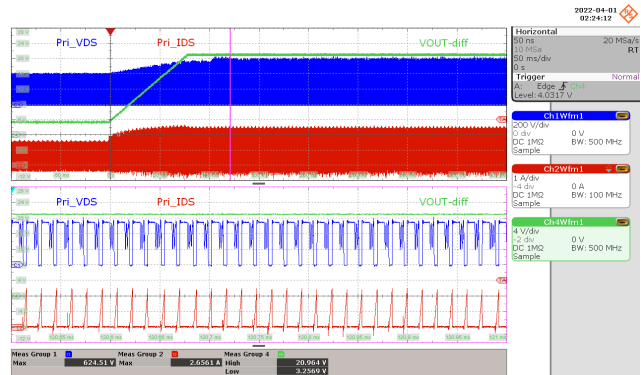 2022-04-01
02:24:12
Horizontal
50 ns 20 MSa/s
10 MSa RT
50 ms/div
0 s
Trigger Normal
A: Edge Ch4
Level: 4.0317 V
Pri_VDS Pri_IDS VOUT-diff
Ch1Wfm1
200 V/div
0 div 0 V
DC 1MΩ BW: 500 MHz
Sample
Ch2Wfm1
1 A/div
-4 div 0 A
DC 1MΩ BW: 100 MHz
Sample
Ch4Wfm1
4 V/div
-2 div 0 V
DC 1MΩ BW: 500 MHz
Sample
Pri_VDS Pri_IDS VOUT-diff
Meas Group 1 Meas Group 2 Meas Group 4
Max 624.51 V Max 2.6561 A High 20.964 V
Low 3.2569 V